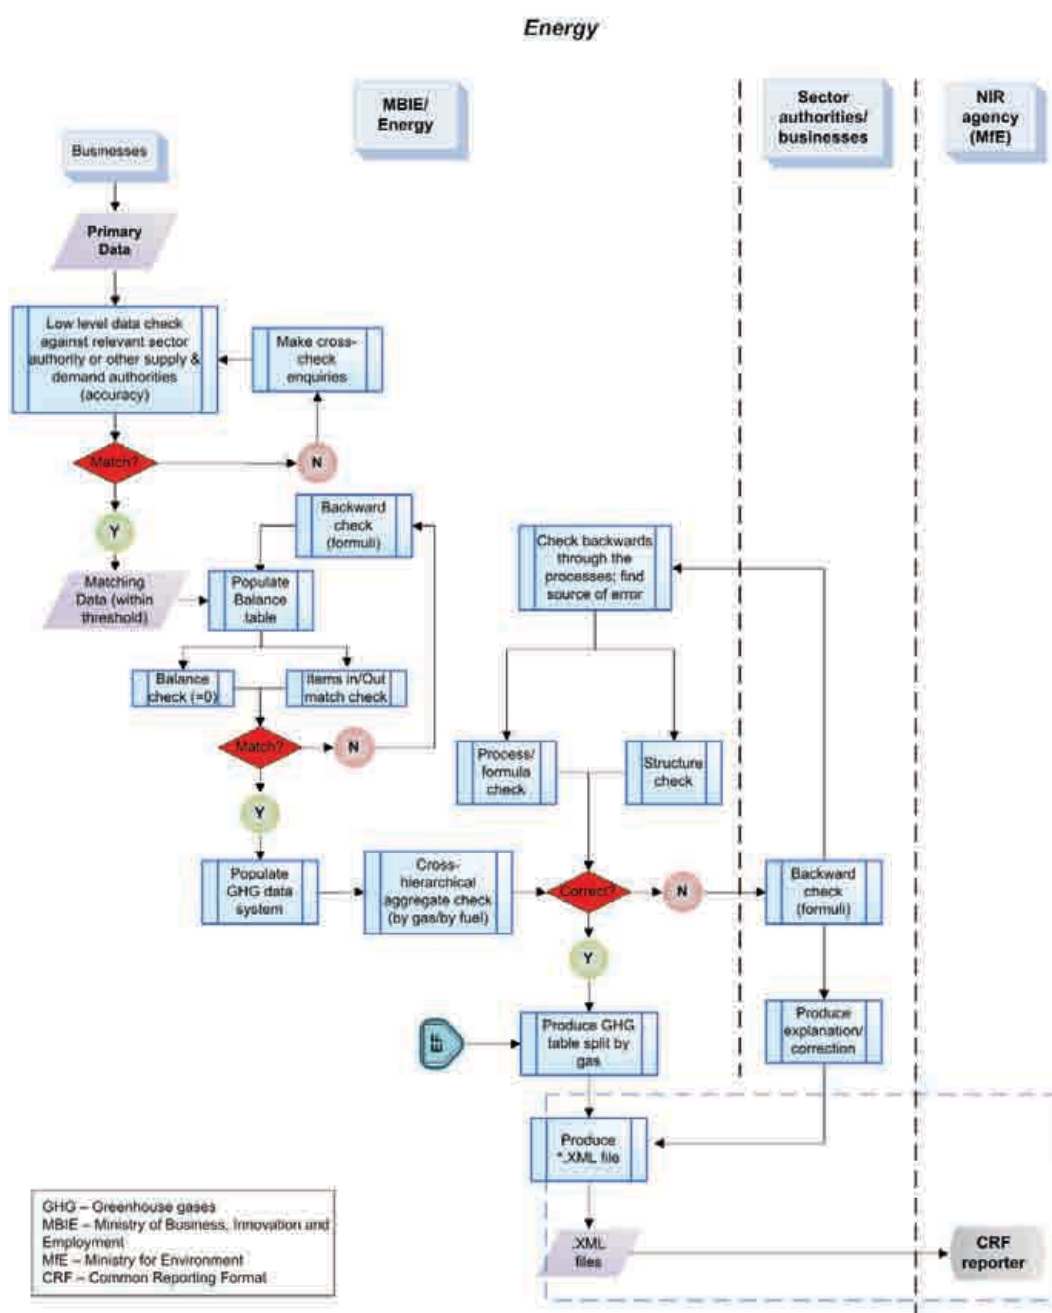 Energy
MBIE/
Energy
Sector
authorities/
businesses
NIR
agency
(MfE)
Businesses
Primary
Data
Low level data check
against relevant sector
authority or other supply &
demand authorities
(accuracy)
Make cross-
check
enquiries
Match?
N
Y
Matching
Data (within
threshold)
Backward
check
(formuli)
Populate
Balance
table
Balance
check (=0)
Items in/Out
match check
Match?
N
Y
Populate
GHG data
system
Cross-
hierarchical
aggregate check
(by gas/by fuel)
Check backwards
through the
processes; find
source of error
Process/
formula
check
Structure
check
Correct?
N
Y
Backward
check
(formuli)
Produce
explanation/
correction
EF
Produce GHG
table split by
gas
Produce
*.XML file
.XML
files
CRF
reporter
GHG – Greenhouse gases
MBIE – Ministry of Business, Innovation and
Employment
MfE – Ministry for Environment
CRF – Common Reporting Format